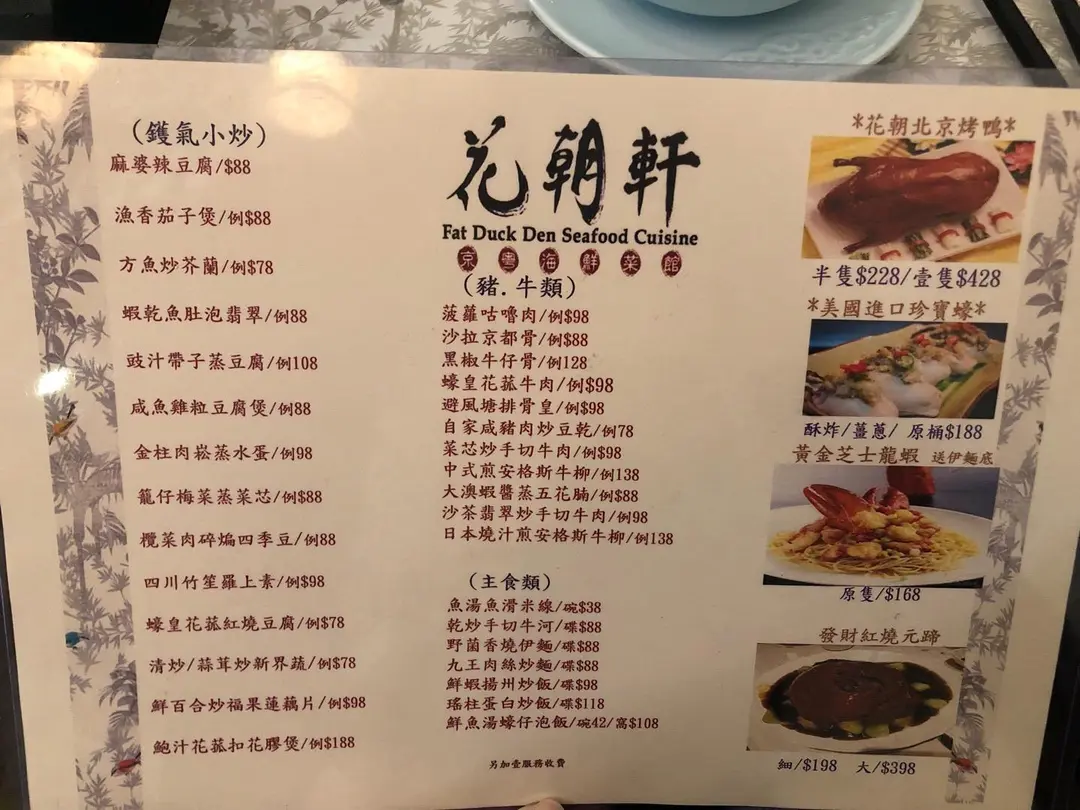 (鑊氣小炒)
麻婆辣豆腐/$88
漁香茄子煲/例$88
方魚炒芥蘭/例$78
蝦乾魚肚泡翡翠/例88
豉汁帶子蒸豆腐/例108
咸魚雞粒豆腐煲/例88
金柱肉崧蒸水蛋/例98
籠仔梅菜蒸菜芯/例$88
欖菜肉碎煸四季豆/例88
四川竹笙羅上素/例$98
蠔皇花菇紅燒豆腐/例$78
清炒/蒜茸炒新界蔬/例$78
鮮百合炒福果蓮藕片/例$98
鮑汁花菇扣花膠煲/例$188
花朝軒
Fat Duck Den Seafood Cuisine
京粵海鮮菜館
(豬.牛類)
菠蘿咕嚕肉/例$98
沙拉京都骨/例$88
黑椒牛仔骨/例128
蠔皇花菰牛肉/例$98
避風塘排骨皇/例$98
自家咸豬肉炒豆乾/例78
菜芯炒手切牛肉/例$98
中式煎安格斯牛柳/例138
大澳蝦醬蒸五花腩/例$88
沙茶翡翠炒手切牛肉/例98
日本燒汁煎安格斯牛柳/例138
(主食類)
魚湯魚滑米線/碗$38
乾炒手切牛河/碟$88
野菌香燒伊麵/碟$88
九王肉絲炒麵/碟$88
鮮蝦揚州炒飯/碟$98
瑤柱蛋白炒飯/碟$118
鮮魚湯蠔仔泡飯/碗42/窩$108
另加壹服務收費
*花朝北京烤鴨*
半隻$228/壹隻$428
*美國進口珍寶蠔*
酥炸/薑蔥/ 原桶$188
黃金芝士龍蝦 送伊麵底
原隻/$168
發財紅燒元蹄
細/$198 大/$398